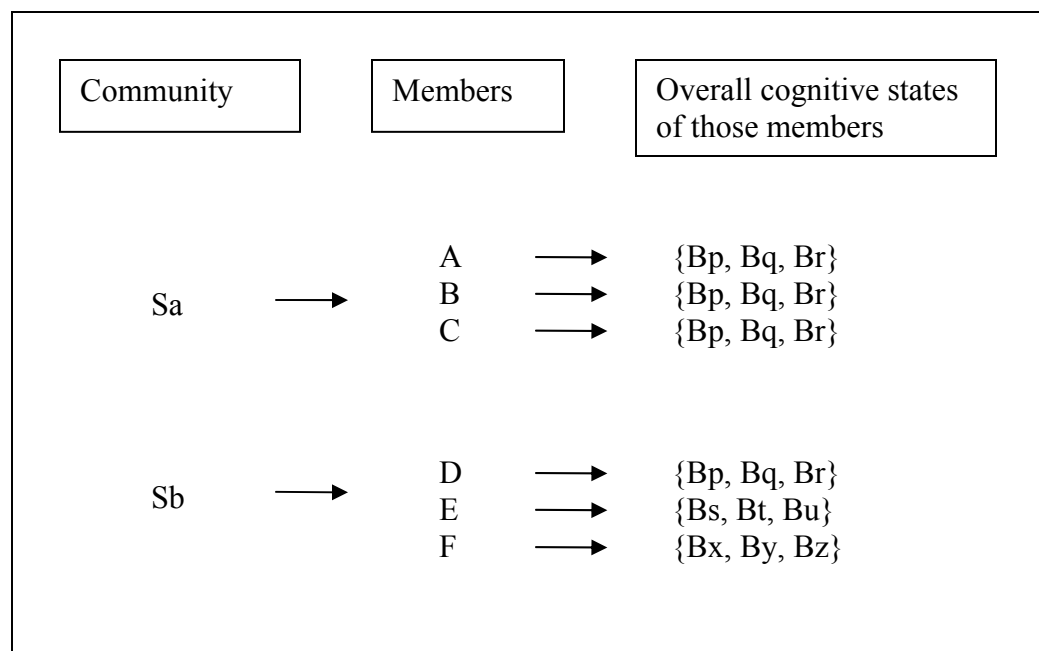 Community
Members
Overall cognitive states
of those members
Sa
A
{Bp, Bq, Br}
B
{Bp, Bq, Br}
C
{Bp, Bq, Br}
Sb
D
{Bp, Bq, Br}
E
{Bs, Bt, Bu}
F
{Bx, By, Bz}